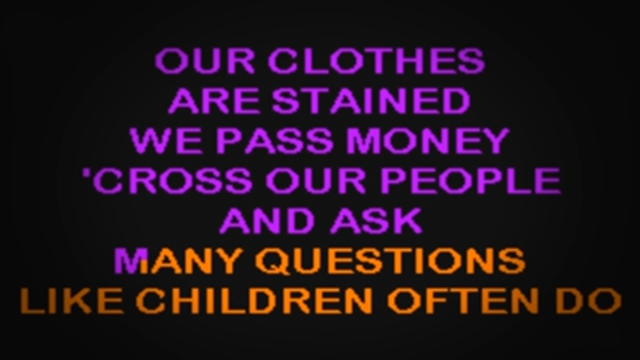 OUR CLOTHES
ARE STAINED
WE PASS MONEY
'CROSS OUR PEOPLE
AND ASK
MANY QUESTIONS
LIKE CHILDREN OFTEN DO